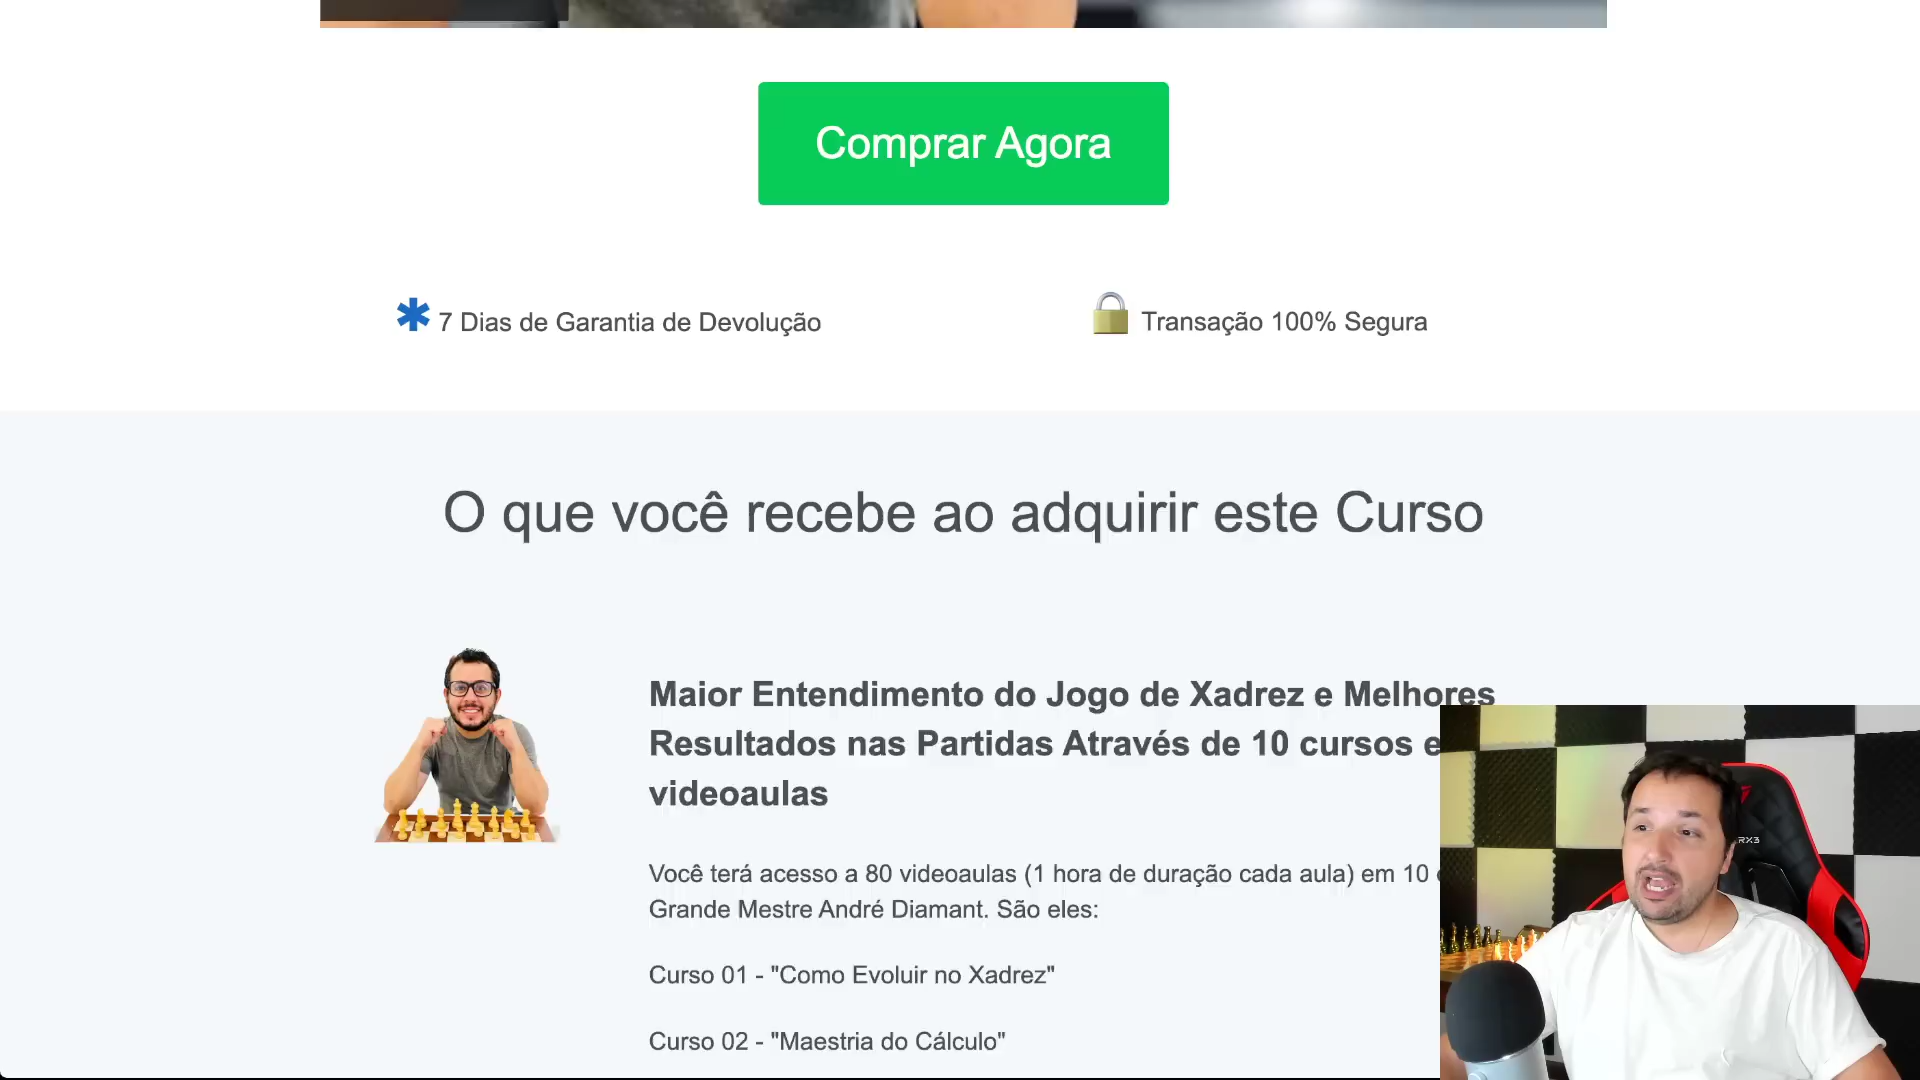 Comprar Agora
7 Dias de Garantia de Devolução
Transação 100% Segura
O que você recebe ao adquirir este Curso
Maior Entendimento do Jogo de Xadrez e Melhores
Resultados nas Partidas Através de 10 cursos e
videoaulas
Você terá acesso a 80 videoaulas (1 hora de duração cada aula) em 10
Grande Mestre André Diamant. São eles:
Curso 01 - "Como Evoluir no Xadrez"
Curso 02 - "Maestria do Cálculo"
RX3